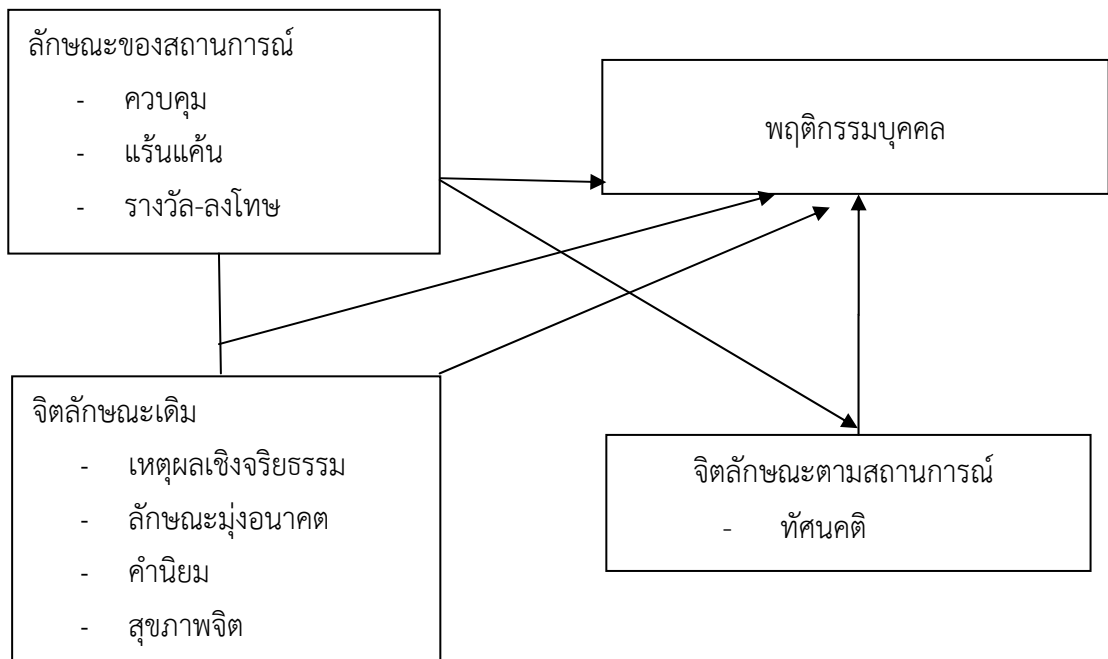 ลักษณะของสถานการณ์
- ควบคุม
- แร้นแค้น
- รางวัล-ลงโทษ
พฤติกรรมบุคคล
จิตลักษณะเดิม
- เหตุผลเชิงจริยธรรม
- ลักษณะมุ่งอนาคต
- คำนิยม
- สุขภาพจิต
จิตลักษณะตามสถานการณ์
- ทัศนคติ